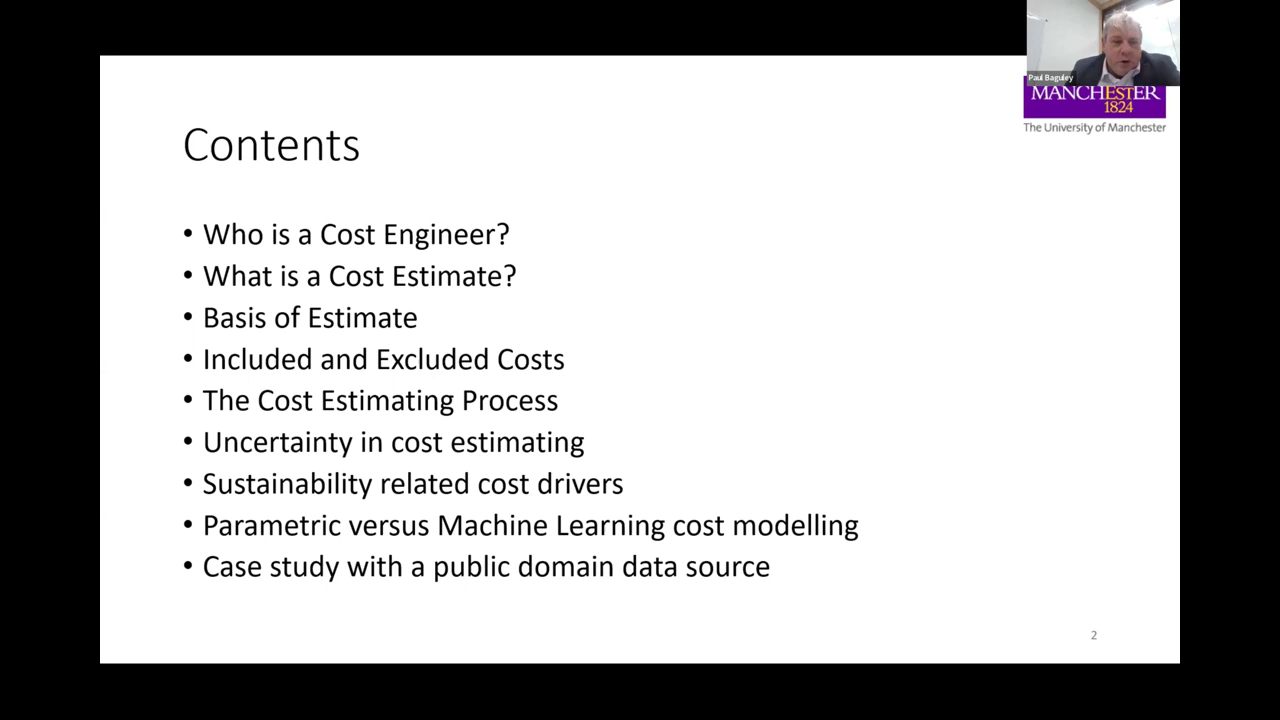 Paul Baguley
MANCHESTER
1824
The University of Manchester
Contents
• Who is a Cost Engineer?
• What is a Cost Estimate?
• Basis of Estimate
• Included and Excluded Costs
• The Cost Estimating Process
• Uncertainty in cost estimating
• Sustainability related cost drivers
• Parametric versus Machine Learning cost modelling
• Case study with a public domain data source
2